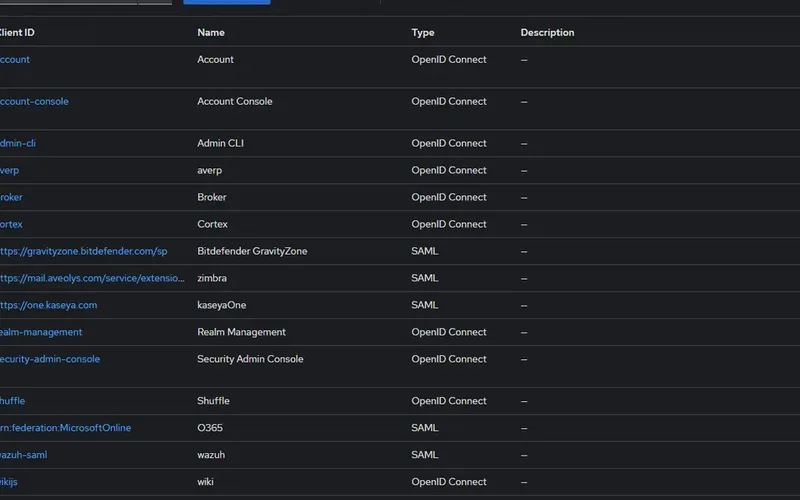 Client ID Name Type Description
ccount Account OpenID Connect –
ccount-console Account Console OpenID Connect –
dmin-cli Admin CLI OpenID Connect –
verp averp OpenID Connect –
roker Broker OpenID Connect –
ortex Cortex OpenID Connect –
ttps://gravityzone.bitdefender.com/sp Bitdefender GravityZone SAML –
ttps://mail.aveolys.com/service/extensio... zimbra SAML –
ttps://one.kaseya.com kaseyaOne SAML –
ealm-management Realm Management OpenID Connect –
ecurity-admin-console Security Admin Console OpenID Connect –
huffle Shuffle OpenID Connect –
rn:federation:MicrosoftOnline O365 SAML –
wazuh-saml wazuh SAML –
vikijs wiki OpenID Connect –